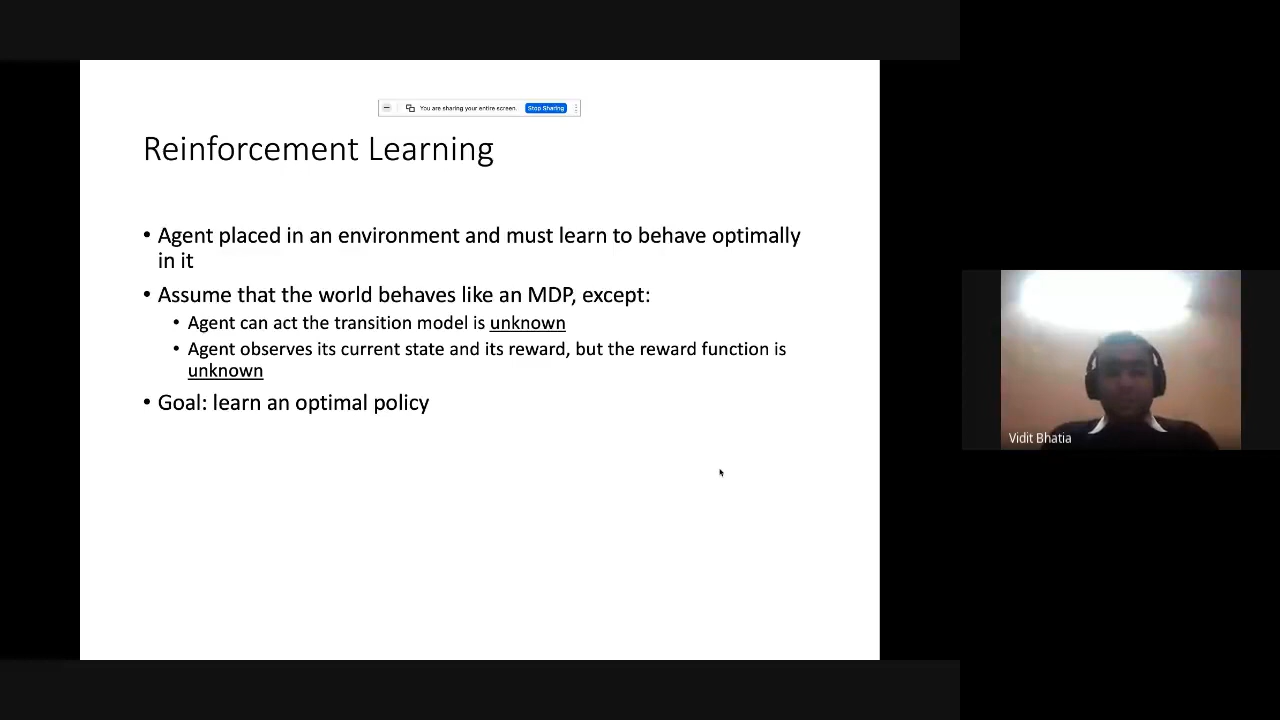 You are sharing your entire screen.
Stop Sharing
Reinforcement Learning
• Agent placed in an environment and must learn to behave optimally
in it
• Assume that the world behaves like an MDP, except:
• Agent can act the transition model is unknown
• Agent observes its current state and its reward, but the reward function is
unknown
• Goal: learn an optimal policy
Vidit Bhatia